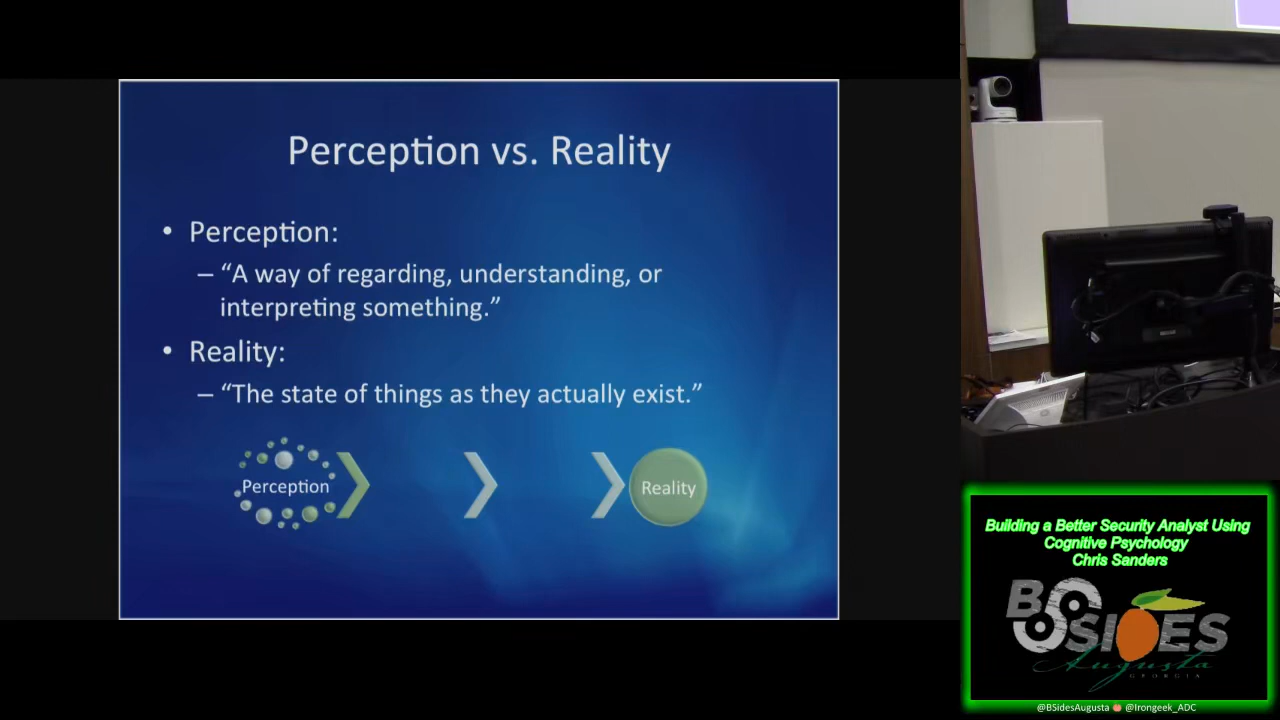 Perception vs. Reality
• Perception:
– “A way of regarding, understanding, or
interpreting something.”
• Reality:
– “The state of things as they actually exist.”
Perception
Reality
Building a Better Security Analyst Using
Cognitive Psychology
Chris Sanders
BSIDES
Augusta
GEORGIA
@BSidesAugusta @Irongeek_ADC